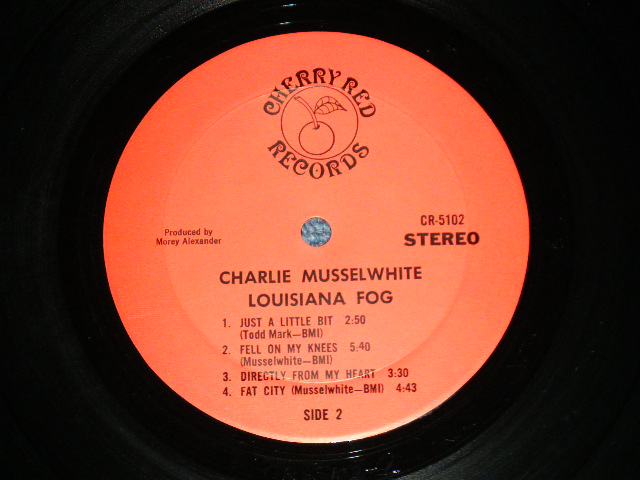 CHERRY RED
RECORDS
Produced by
Morey Alexander
CR-5102
STEREO
CHARLIE MUSSELWHITE
LOUISIANA FOG
1. JUST A LITTLE BIT 2:50
(Todd Mark—BMI)
2. FELL ON MY KNEES 5:40
(Musselwhite—BMI)
3. DIRECTLY FROM MY HEART 3:30
4. FAT CITY (Musselwhite—BMI) 4:43
SIDE 2